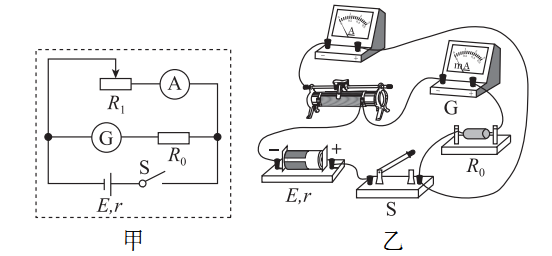 A
R₁
G
R₀
S
E,r
甲
A
mA
G
R₀
− +
E,r
S
乙